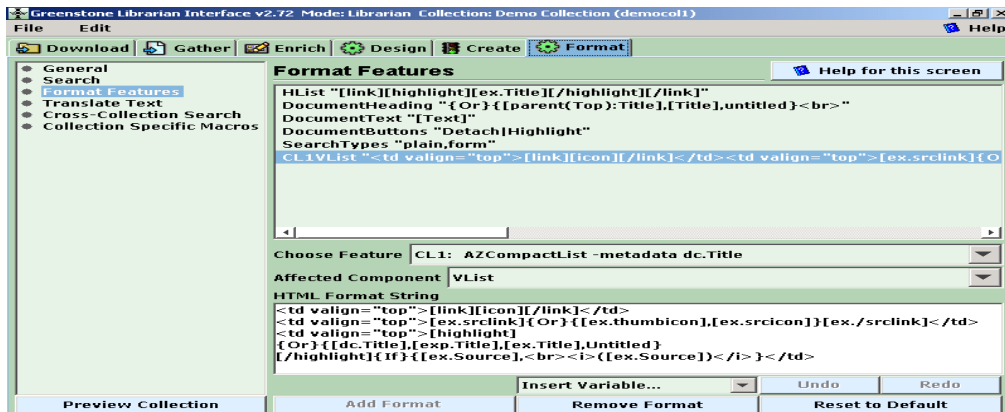 Greenstone Librarian Interface v2.72 Mode: Librarian Collection: Demo Collection (democol1)
File Edit Help
Download Gather Enrich Design Create Format
General
Search
Format Features
Translate Text
Cross-Collection Search
Collection Specific Macros
Format Features Help for this screen
HList "[link][highlight][ex.Title][/highlight][/link]"
DocumentHeading "{Or}{[parent(Top):Title],[Title],untitled}<br>"
DocumentText "[Text]"
DocumentButtons "Detach|Highlight"
SearchTypes "plain,form"
CL1VList "<td valign="top">[link][icon][/link]</td><td valign="top">[ex.srclink]{O
Choose Feature CL1: AZCompactList -metadata dc.Title
Affected Component VList
HTML Format String
<td valign="top">[link][icon][/link]</td>
<td valign="top">[ex.srclink]{Or}{[ex.thumbicon],[ex.srcicon]}[ex./srclink]</td>
<td valign="top">[highlight]
{Or}{[dc.Title],[exp.Title],[ex.Title],Untitled}
[/highlight]{If}{[ex.Source],<br><i>([ex.Source])</i>}</td>
Insert Variable... Undo Redo
Preview Collection Add Format Remove Format Reset to Default